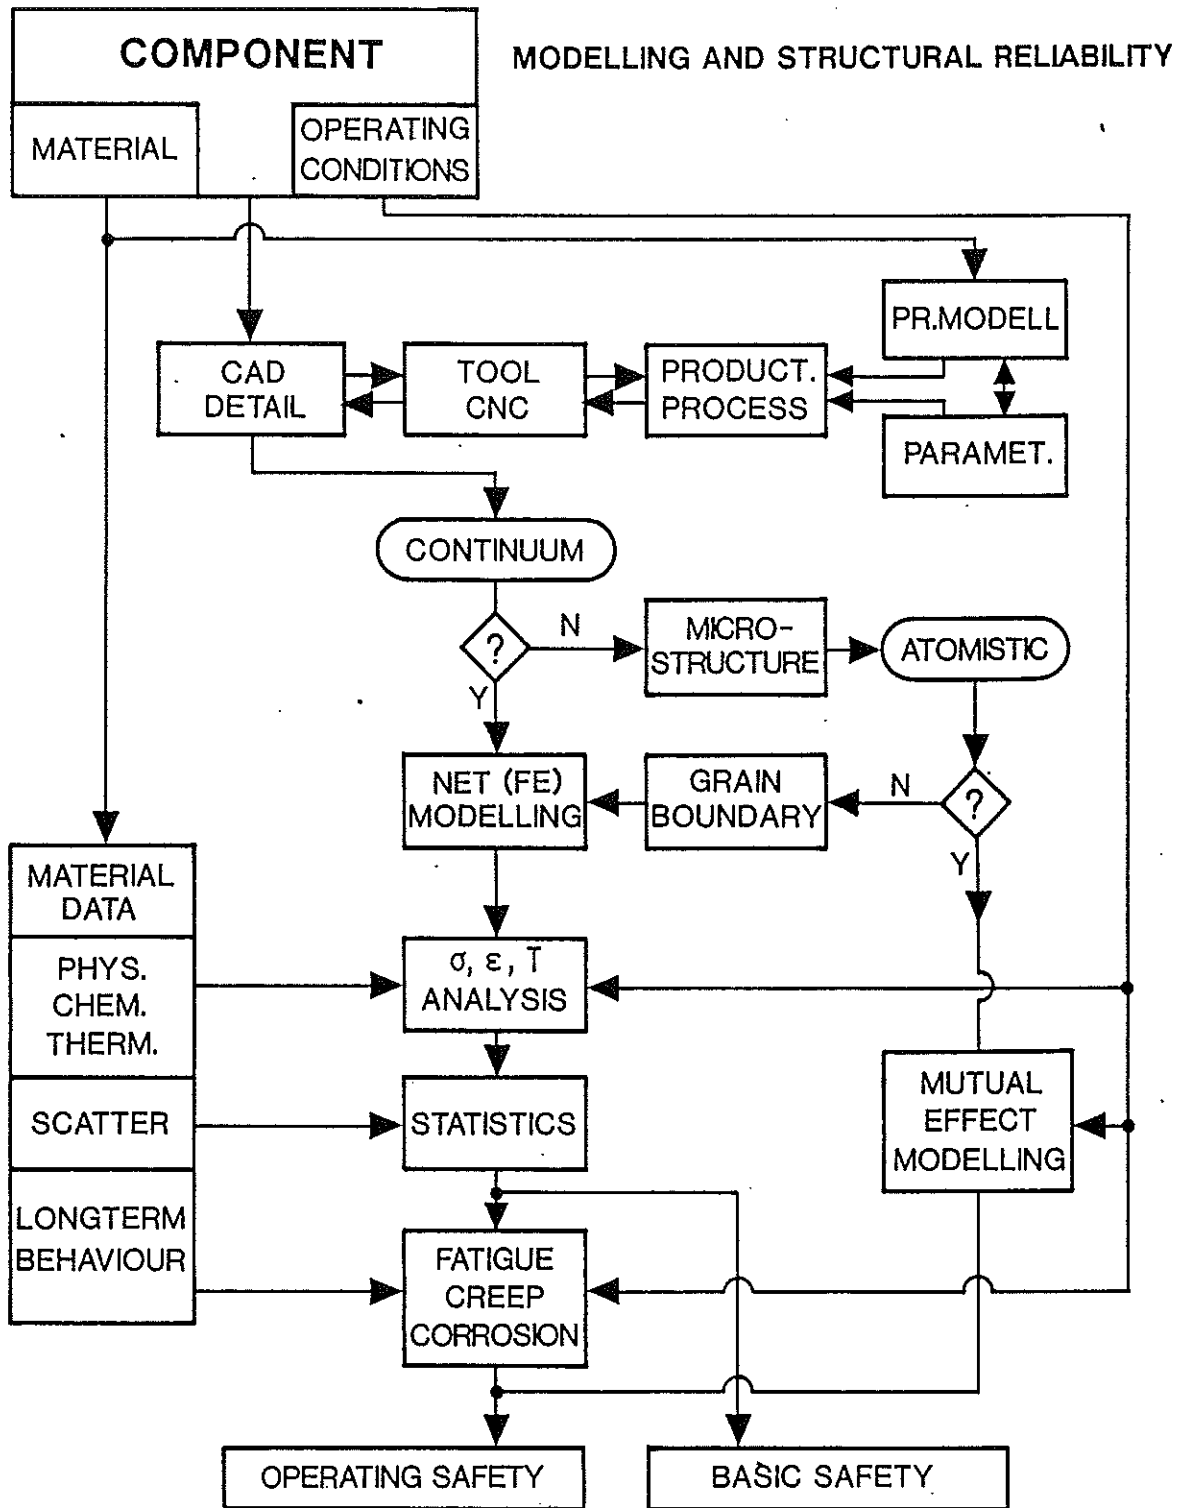 COMPONENT
MODELLING AND STRUCTURAL RELIABILITY
MATERIAL
OPERATING
CONDITIONS
PR.MODELL
CAD
DETAIL
TOOL
CNC
PRODUCT.
PROCESS
PARAMET.
CONTINUUM
?
N
Y
MICRO-
STRUCTURE
ATOMISTIC
NET (FE)
MODELLING
GRAIN
BOUNDARY
N
?
Y
MATERIAL
DATA
PHYS.
CHEM.
THERM.
σ, ε, T
ANALYSIS
SCATTER
STATISTICS
MUTUAL
EFFECT
MODELLING
LONGTERM
BEHAVIOUR
FATIGUE
CREEP
CORROSION
OPERATING SAFETY
BASIC SAFETY